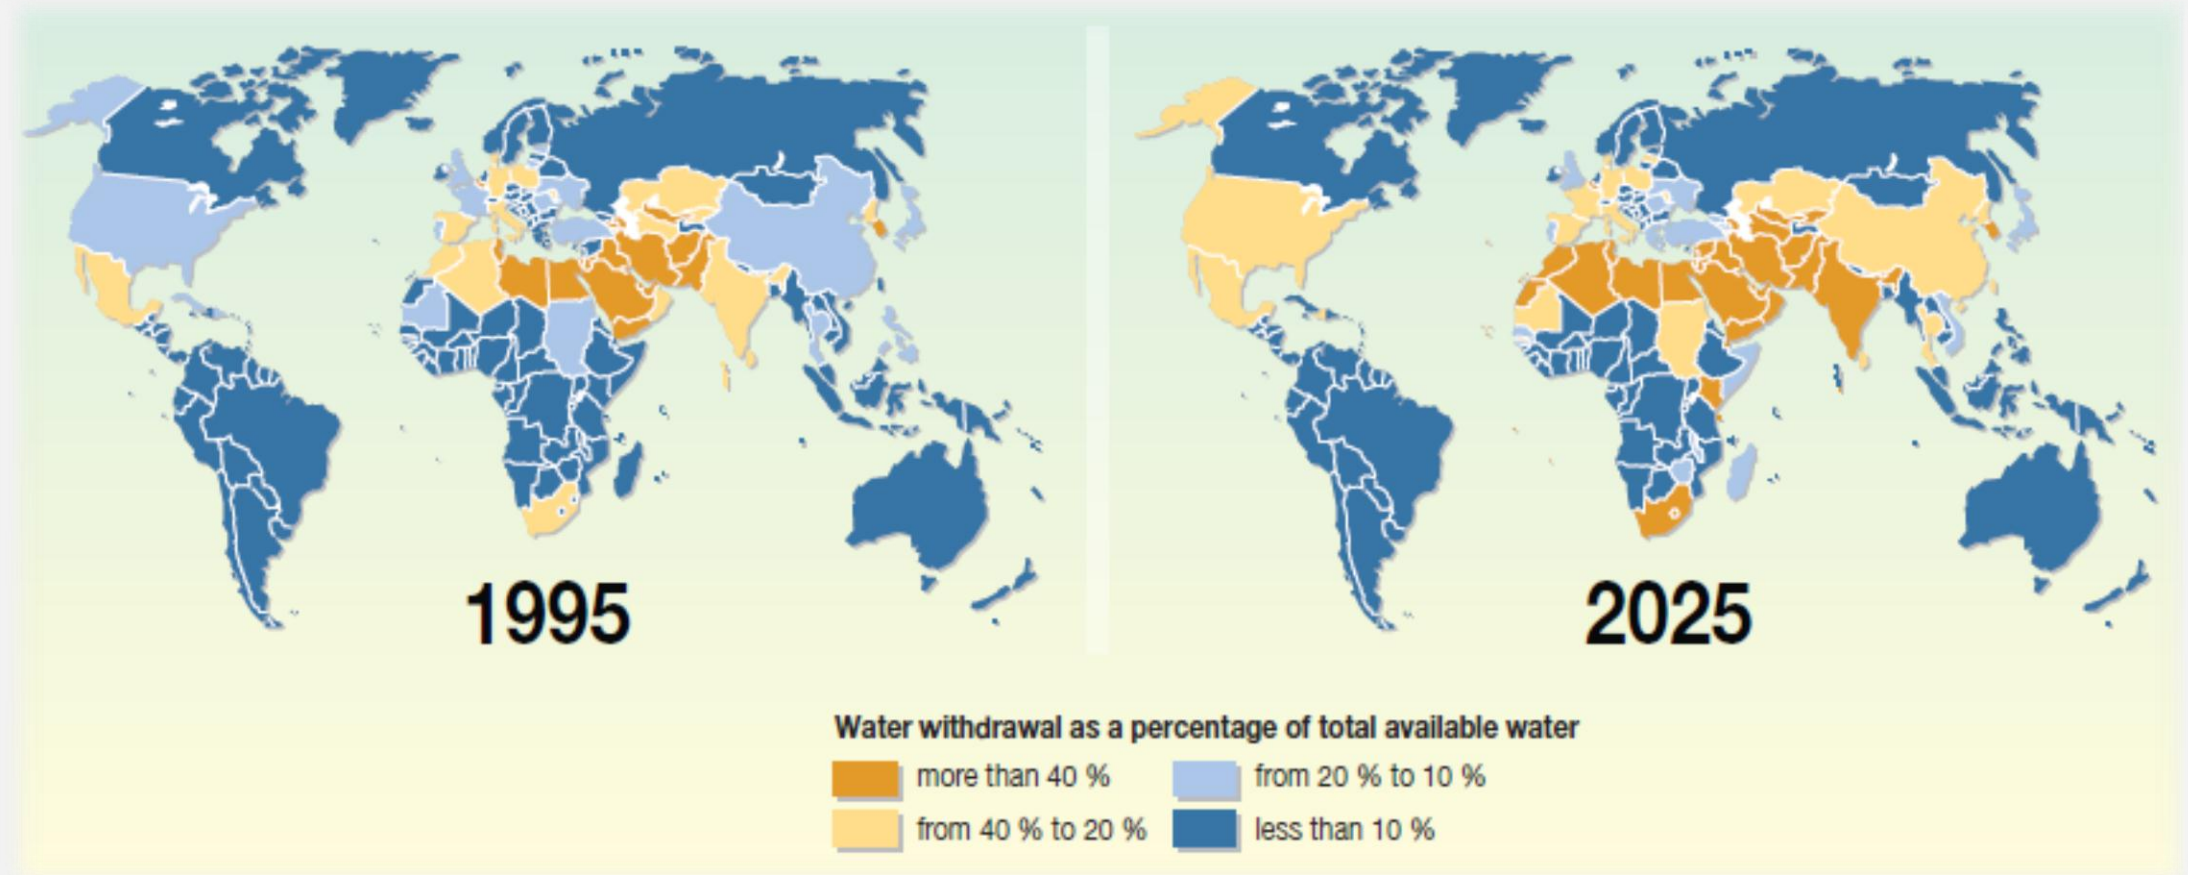 1995
2025
Water withdrawal as a percentage of total available water
more than 40 %
from 20 % to 10 %
from 40 % to 20 %
less than 10 %